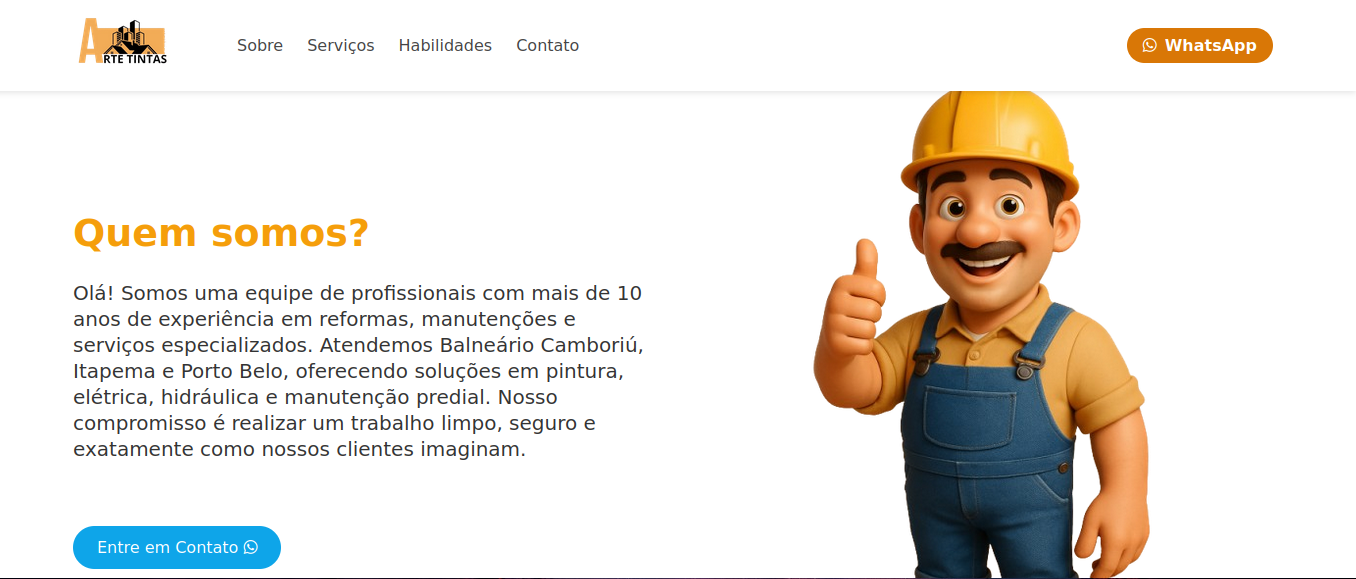 ARTE TINTAS
Sobre
Serviços
Habilidades
Contato
WhatsApp
Quem somos?
Olá! Somos uma equipe de profissionais com mais de 10
anos de experiência em reformas, manutenções e
serviços especializados. Atendemos Balneário Camboriú,
Itapema e Porto Belo, oferecendo soluções em pintura,
elétrica, hidráulica e manutenção predial. Nosso
compromisso é realizar um trabalho limpo, seguro e
exatamente como nossos clientes imaginam.
Entre em Contato